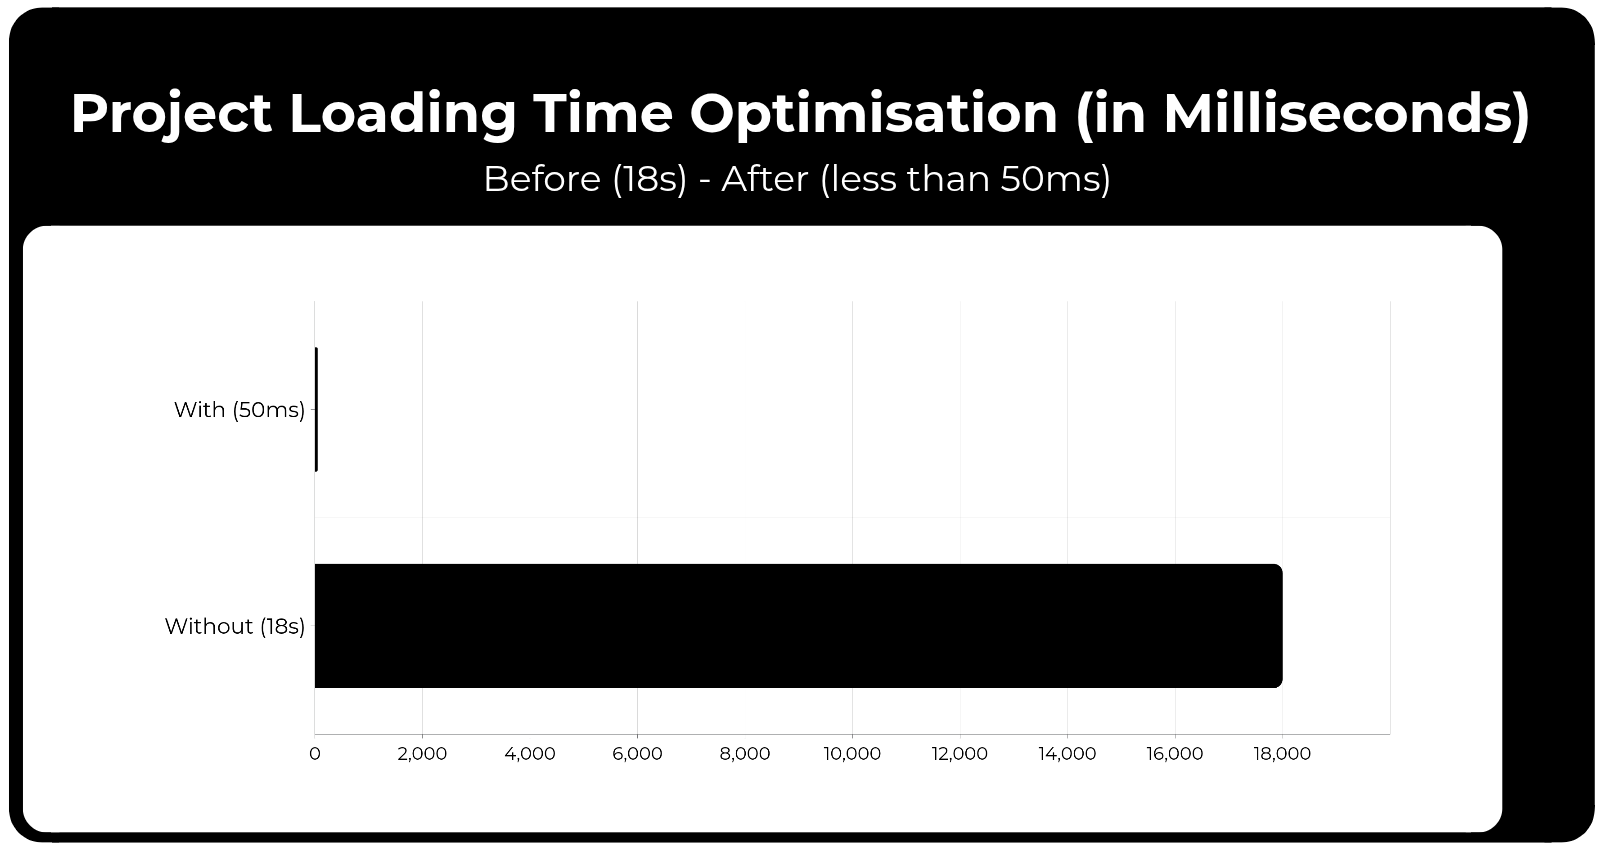 Project Loading Time Optimisation (in Milliseconds)
Before (18s) - After (less than 50ms)
With (50ms)
Without (18s)
0 2,000 4,000 6,000 8,000 10,000 12,000 14,000 16,000 18,000